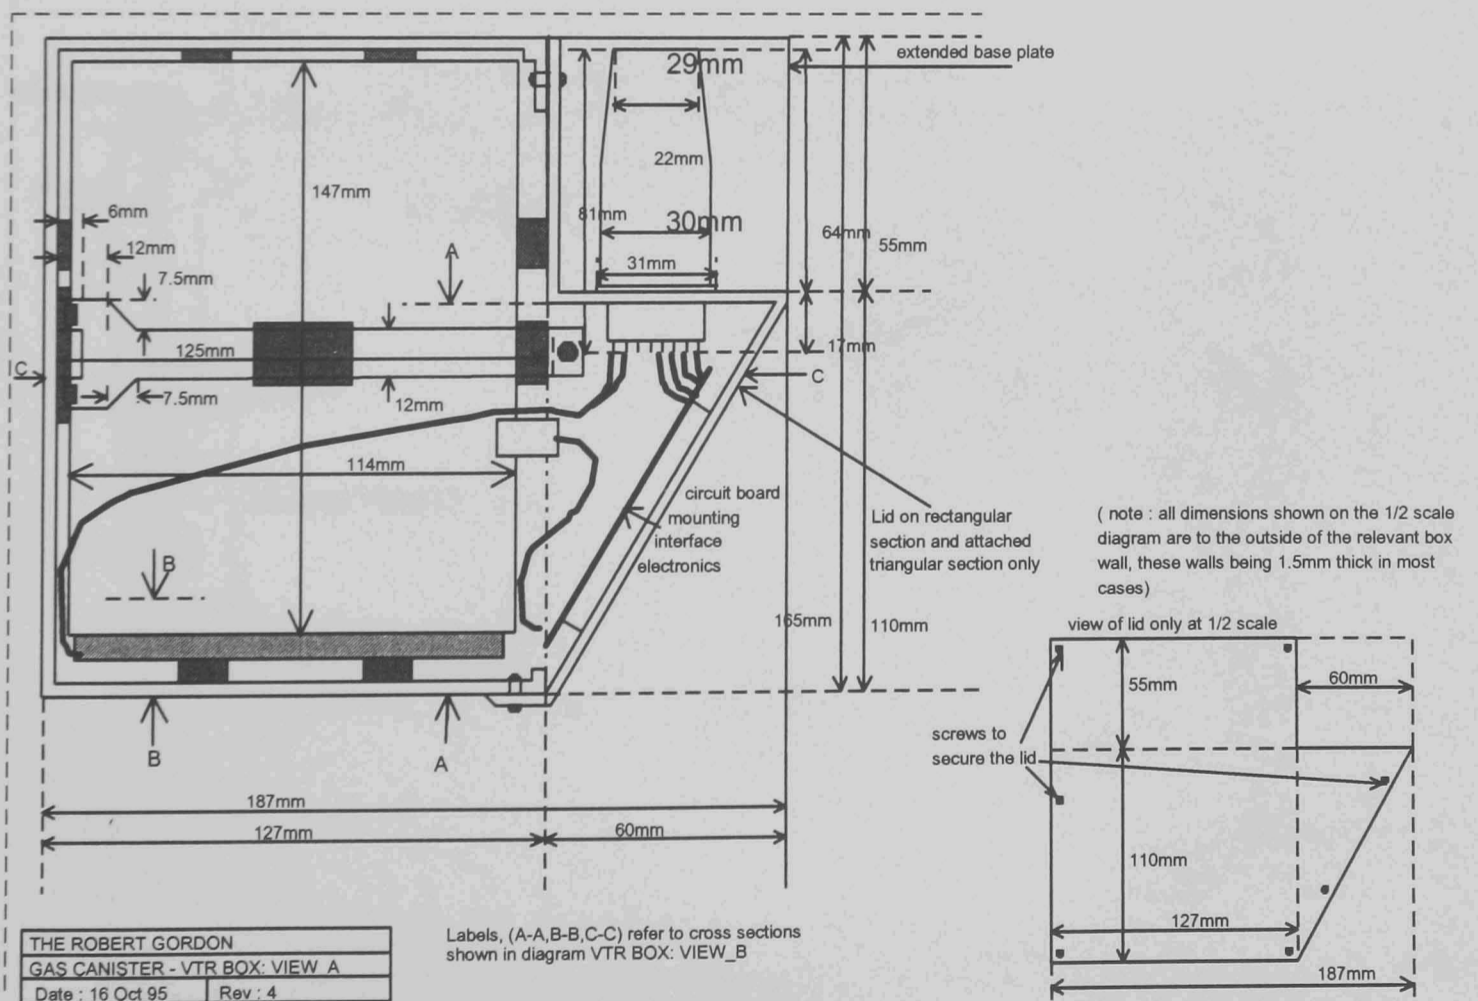 extended base plate
29mm
22mm
147mm
6mm
81mm
30mm
64mm
55mm
12mm
A
31mm
7.5mm
125mm
17mm
C
C
7.5mm
12mm
114mm
circuit board
mounting
interface
electronics
Lid on rectangular
section and attached
triangular section only
( note : all dimensions shown on the 1/2 scale
diagram are to the outside of the relevant box
wall, these walls being 1.5mm thick in most
cases)
B
165mm
110mm
view of lid only at 1/2 scale
55mm
60mm
screws to
secure the lid
B
A
187mm
127mm
60mm
110mm
127mm
187mm
THE ROBERT GORDON
GAS CANISTER - VTR BOX: VIEW_A
Date : 16 Oct 95
Rev : 4
Labels, (A-A,B-B,C-C) refer to cross sections
shown in diagram VTR BOX: VIEW_B